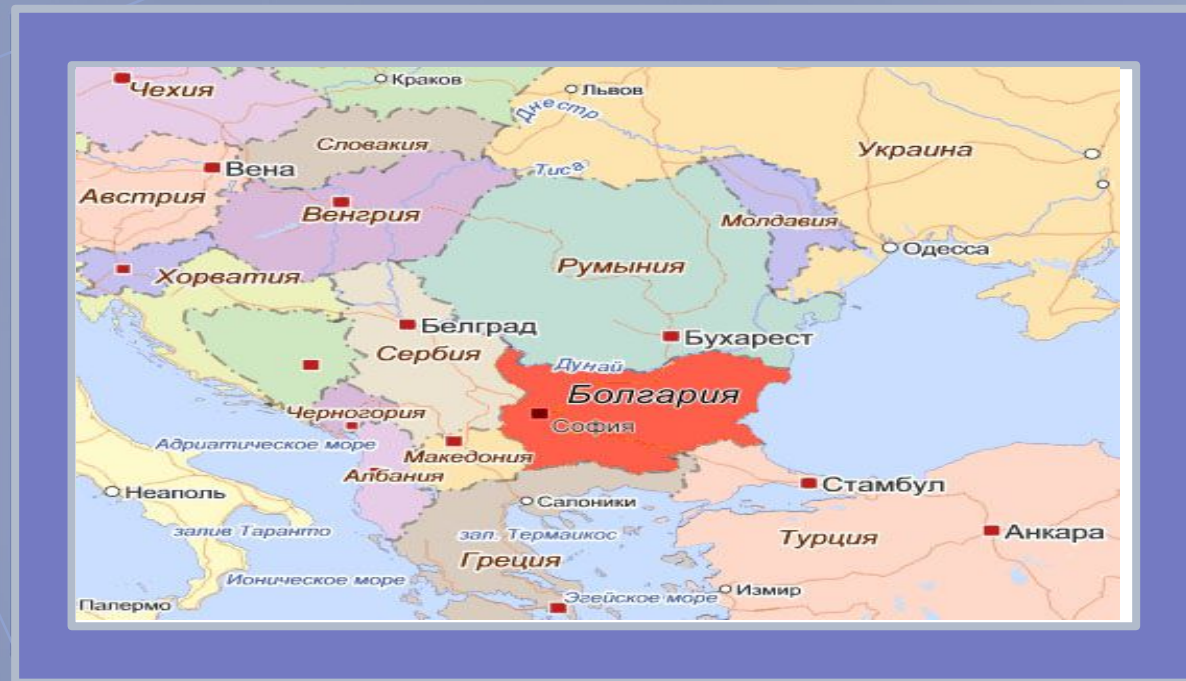 Чехия
Краков
Львов
Днестр
Словакия
Украина
Вена
Тиса
Австрия
Венгрия
Молдавия
Одесса
Хорватия
Румыния
Белград
Бухарест
Сербия
Дунай
Болгария
Черногория
София
Адриатическое море
Македония
Албания
Неаполь
Стамбул
Салоники
залив Таранто
зал. Термаикос
Турция
Анкара
Греция
Ионическое море
Измир
Эгейское море
Палермо